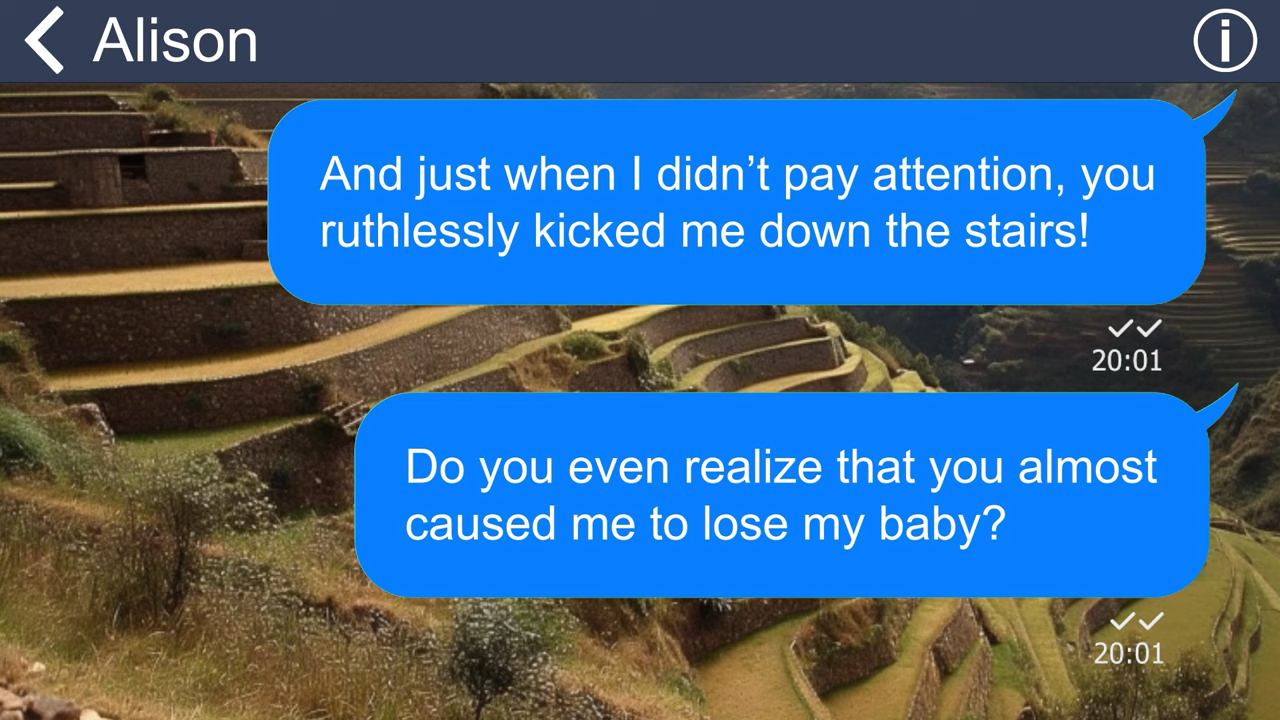 Alison
And just when I didn’t pay attention, you
ruthlessly kicked me down the stairs!
20:01
Do you even realize that you almost
caused me to lose my baby?
20:01